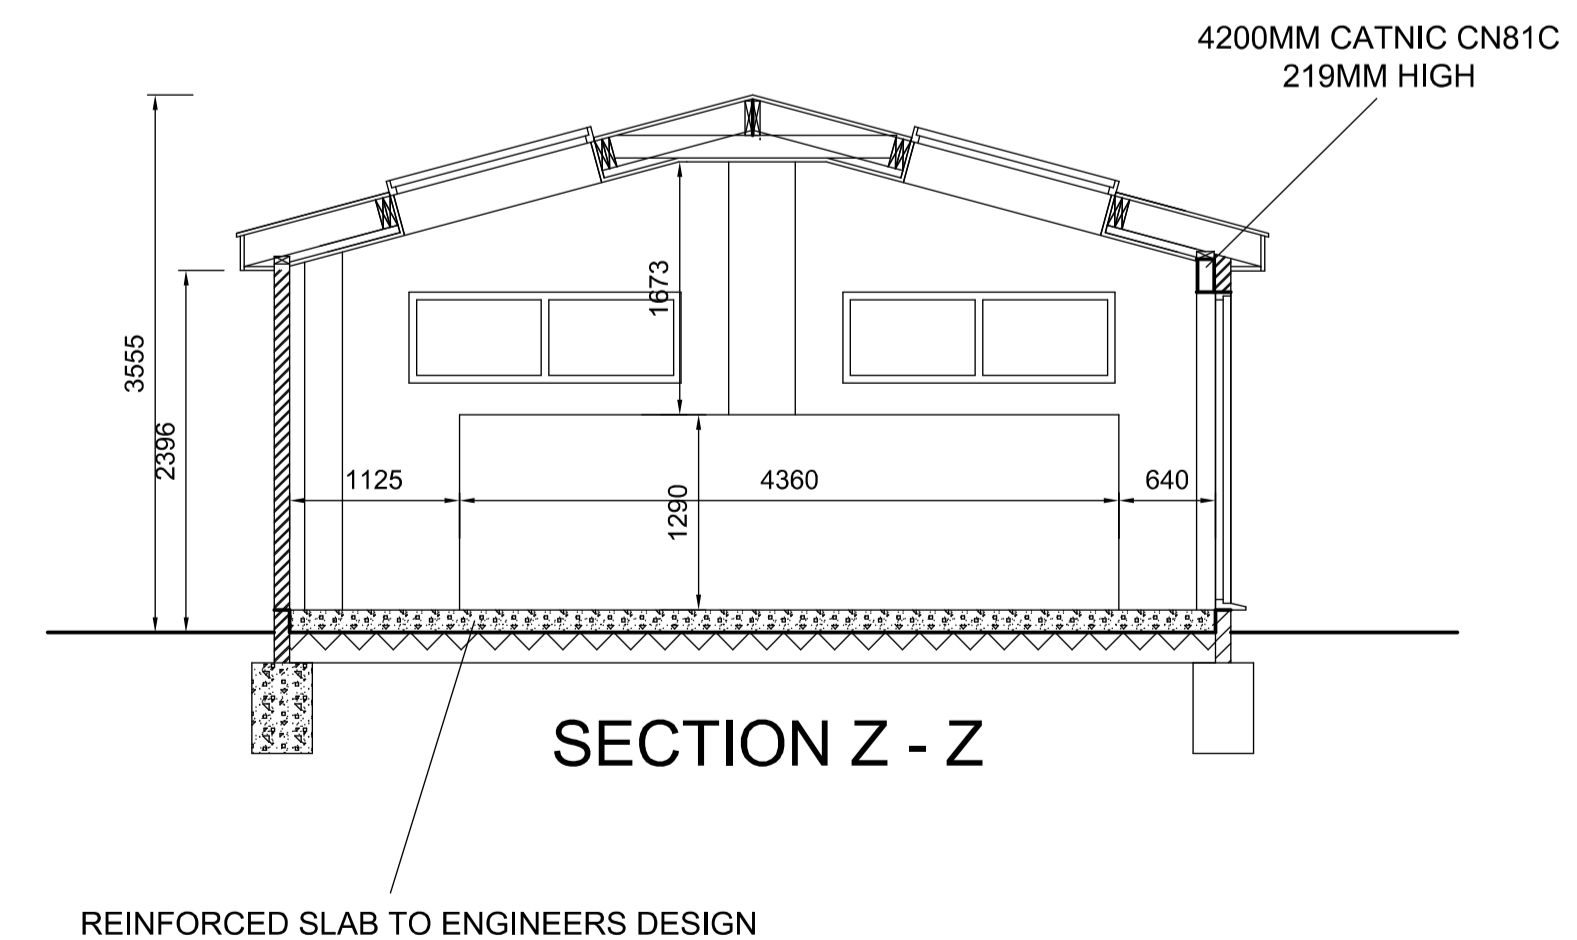 4200MM CATNIC CN81C
219MM HIGH
3555
2396
1673
1125
4360
640
1290
SECTION Z - Z
REINFORCED SLAB TO ENGINEERS DESIGN